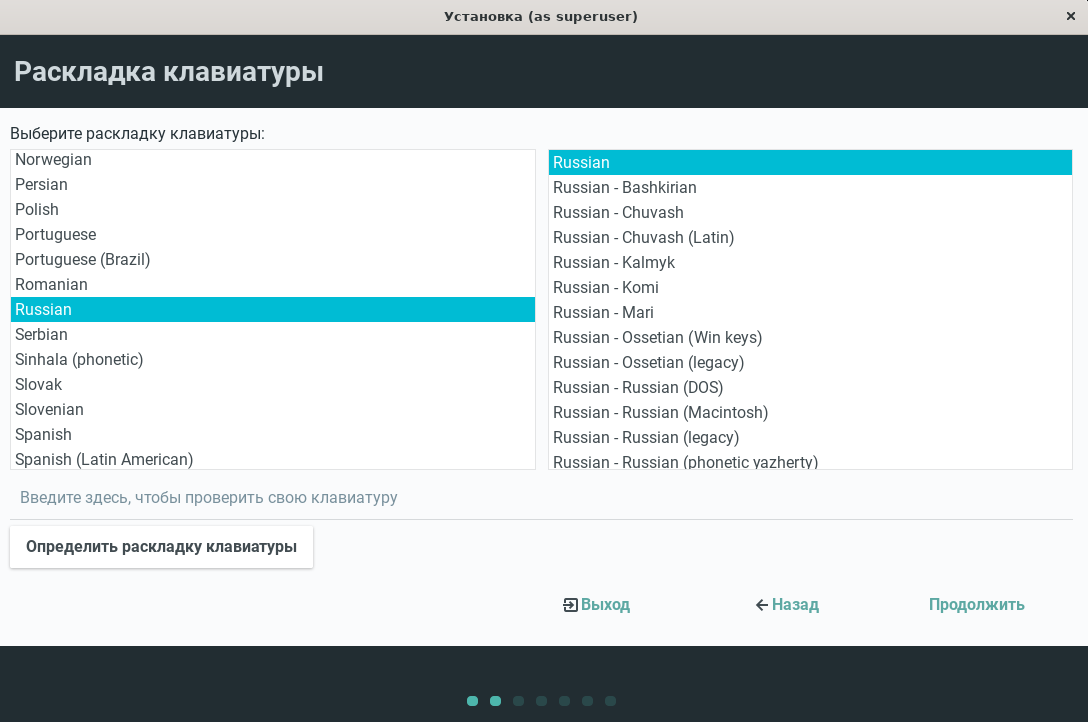 Установка (as superuser)
Раскладка клавиатуры
Выберите раскладку клавиатуры:
Norwegian
Persian
Polish
Portuguese
Portuguese (Brazil)
Romanian
Russian
Serbian
Sinhala (phonetic)
Slovak
Slovenian
Spanish
Spanish (Latin American)
Russian
Russian - Bashkirian
Russian - Chuvash
Russian - Chuvash (Latin)
Russian - Kalmyk
Russian - Komi
Russian - Mari
Russian - Ossetian (Win keys)
Russian - Ossetian (legacy)
Russian - Russian (DOS)
Russian - Russian (Macintosh)
Russian - Russian (legacy)
Russian - Russian (phonetic yazherty)
Введите здесь, чтобы проверить свою клавиатуру
Определить раскладку клавиатуры
Выход
Назад
Продолжить